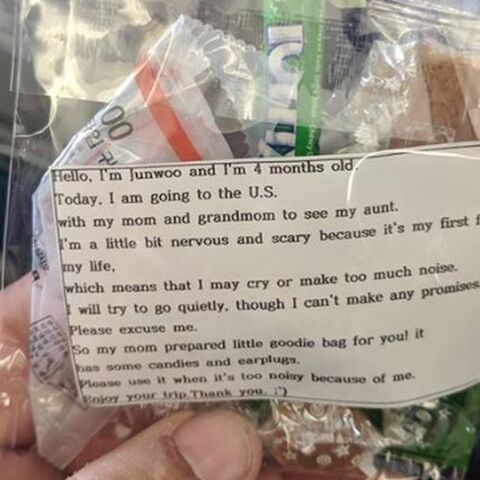 Hello, I'm Junwoo and I'm 4 months old.
Today, I am going to the U.S.
with my mom and grandmom to see my aunt.
I'm a little bit nervous and scary because it's my first f
my life,
which means that I may cry or make too much noise.
I will try to go quietly, though I can't make any promises.
Please excuse me.
So my mom prepared little goodie bag for you! it
has some candies and earplugs.
Please use it when it's too noisy because of me.
Enjoy your trip.Thank you. :')